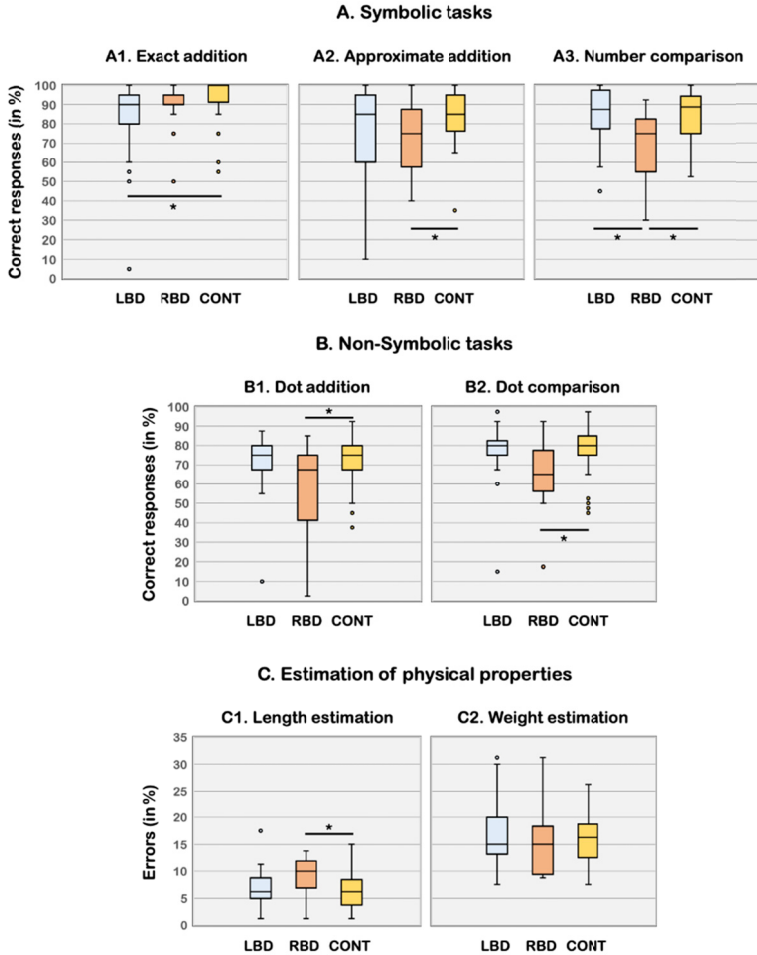 A. Symbolic tasks
A1. Exact addition
A2. Approximate addition
A3. Number comparison
Correct responses (in %)
100
90
80
70
60
50
40
30
20
10
0
*
*
*
*
LBD RBD CONT
LBD RBD CONT
LBD RBD CONT
B. Non-Symbolic tasks
B1. Dot addition
B2. Dot comparison
Correct responses (in %)
100
90
80
70
60
50
40
30
20
10
0
*
*
LBD RBD CONT
LBD RBD CONT
C. Estimation of physical properties
C1. Length estimation
C2. Weight estimation
Errors (in %)
35
30
25
20
15
10
5
0
*
LBD RBD CONT
LBD RBD CONT